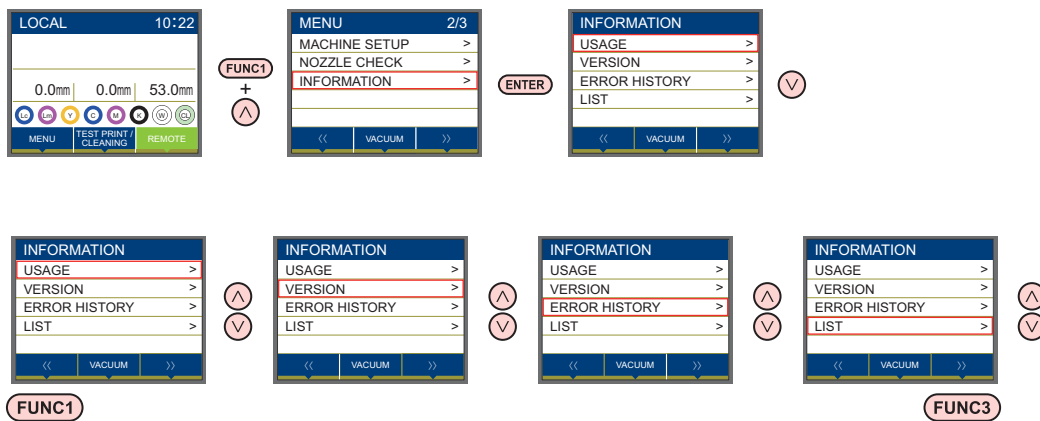 LOCAL 10:22
0.0mm 0.0mm 53.0mm
Lc Lm Y C M K W CL
MENU TEST PRINT / CLEANING REMOTE
FUNC1
+
MENU 2/3
MACHINE SETUP >
NOZZLE CHECK >
INFORMATION >
<< VACUUM >>
ENTER
INFORMATION
USAGE >
VERSION >
ERROR HISTORY >
LIST >
<< VACUUM >>
INFORMATION
USAGE >
VERSION >
ERROR HISTORY >
LIST >
<< VACUUM >>
FUNC1
INFORMATION
USAGE >
VERSION >
ERROR HISTORY >
LIST >
<< VACUUM >>
INFORMATION
USAGE >
VERSION >
ERROR HISTORY >
LIST >
<< VACUUM >>
INFORMATION
USAGE >
VERSION >
ERROR HISTORY >
LIST >
<< VACUUM >>
FUNC3